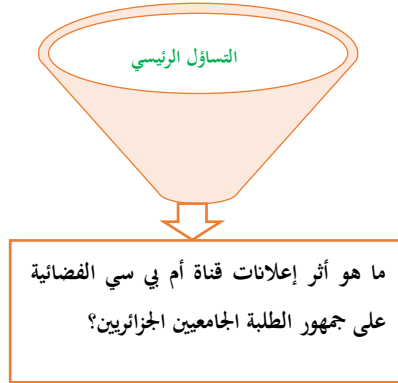 التساؤل الرئيسي
ما هو أثر إعلانات قناة أم بي سي الفضائية
على جمهور الطلبة الجامعيين الجزائريين؟